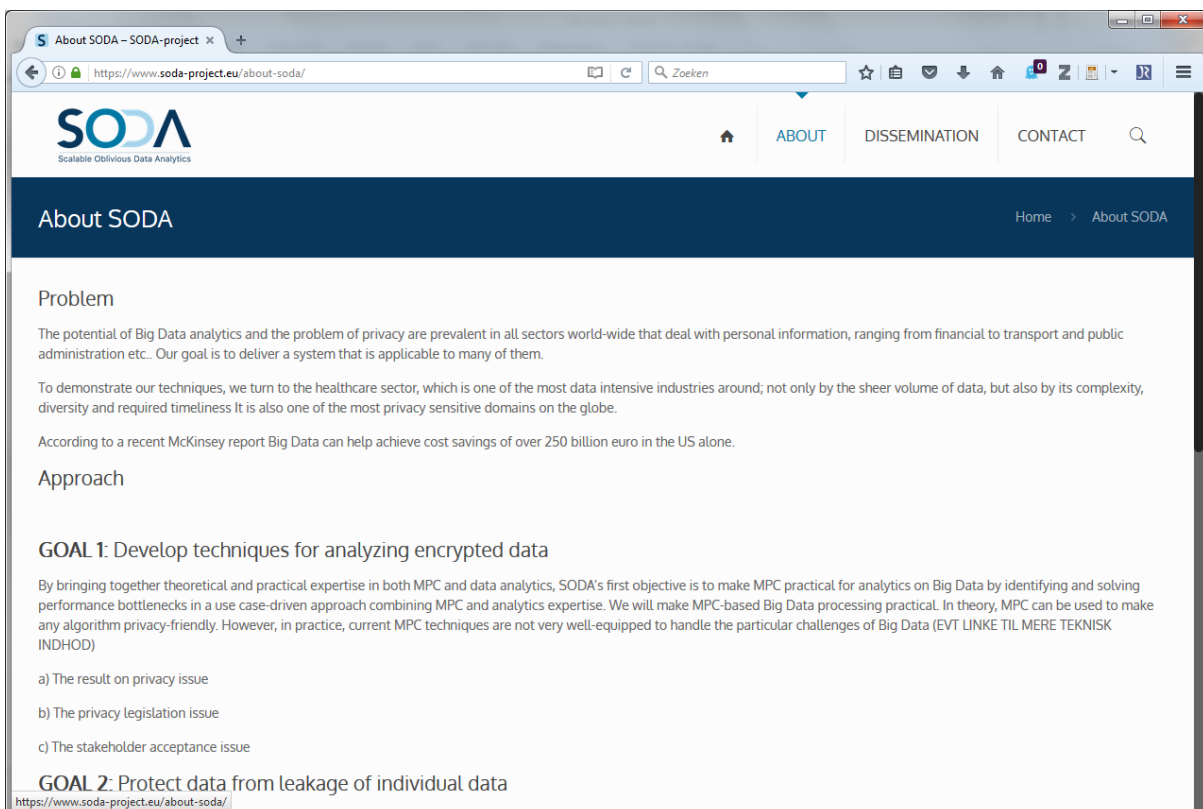 About SODA – SODA-project
https://www.soda-project.eu/about-soda/
Zoeken
0
SODA
Scalable Oblivious Data Analytics
ABOUT
DISSEMINATION
CONTACT
About SODA
Home > About SODA
Problem
The potential of Big Data analytics and the problem of privacy are prevalent in all sectors world-wide that deal with personal information, ranging from financial to transport and public
administration etc.. Our goal is to deliver a system that is applicable to many of them.
To demonstrate our techniques, we turn to the healthcare sector, which is one of the most data intensive industries around; not only by the sheer volume of data, but also by its complexity,
diversity and required timeliness It is also one of the most privacy sensitive domains on the globe.
According to a recent McKinsey report Big Data can help achieve cost savings of over 250 billion euro in the US alone.
Approach
GOAL 1: Develop techniques for analyzing encrypted data
By bringing together theoretical and practical expertise in both MPC and data analytics, SODA's first objective is to make MPC practical for analytics on Big Data by identifying and solving
performance bottlenecks in a use case-driven approach combining MPC and analytics expertise. We will make MPC-based Big Data processing practical. In theory, MPC can be used to make
any algorithm privacy-friendly. However, in practice, current MPC techniques are not very well-equipped to handle the particular challenges of Big Data (EVT LINKE TIL MERE TEKNISK
INDHOD)
a) The result on privacy issue
b) The privacy legislation issue
c) The stakeholder acceptance issue
GOAL 2: Protect data from leakage of individual data
https://www.soda-project.eu/about-soda/